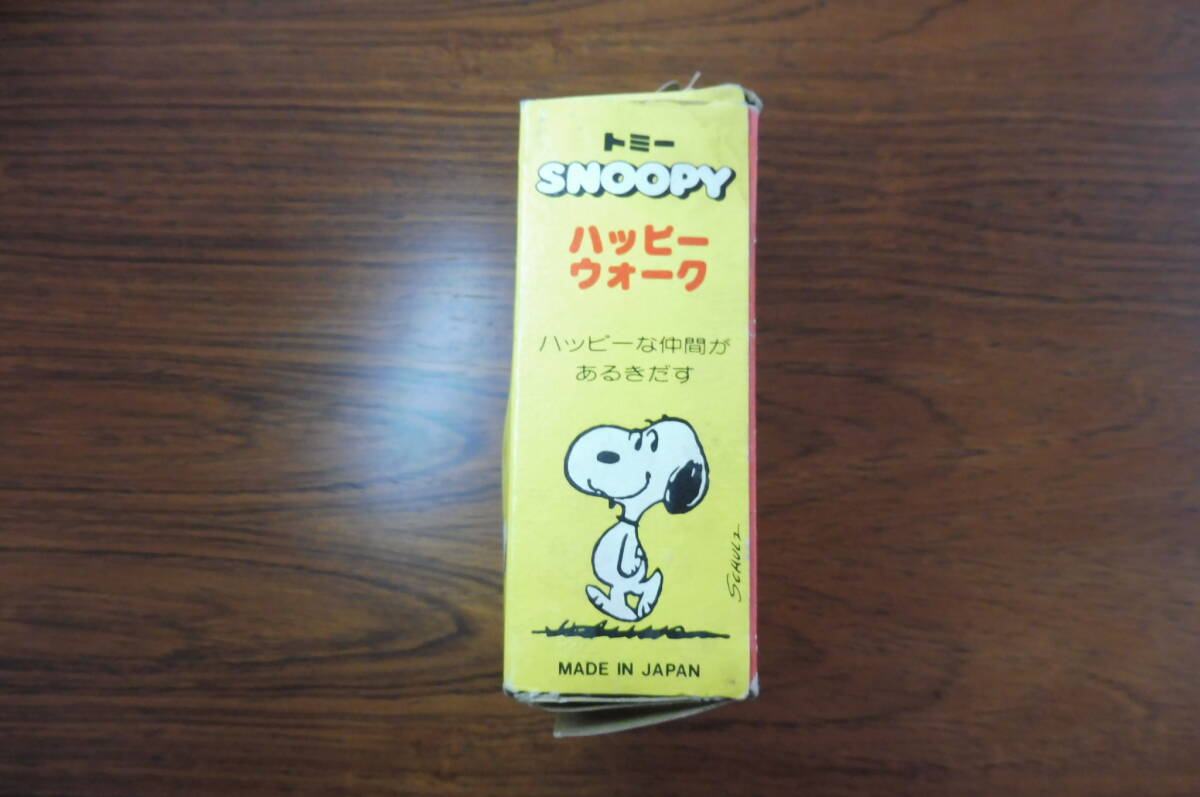 トミー
SNOOPY
ハッピー
ウォーク
ハッピーな仲間が
あるきだす
SCHULZ
MADE IN JAPAN